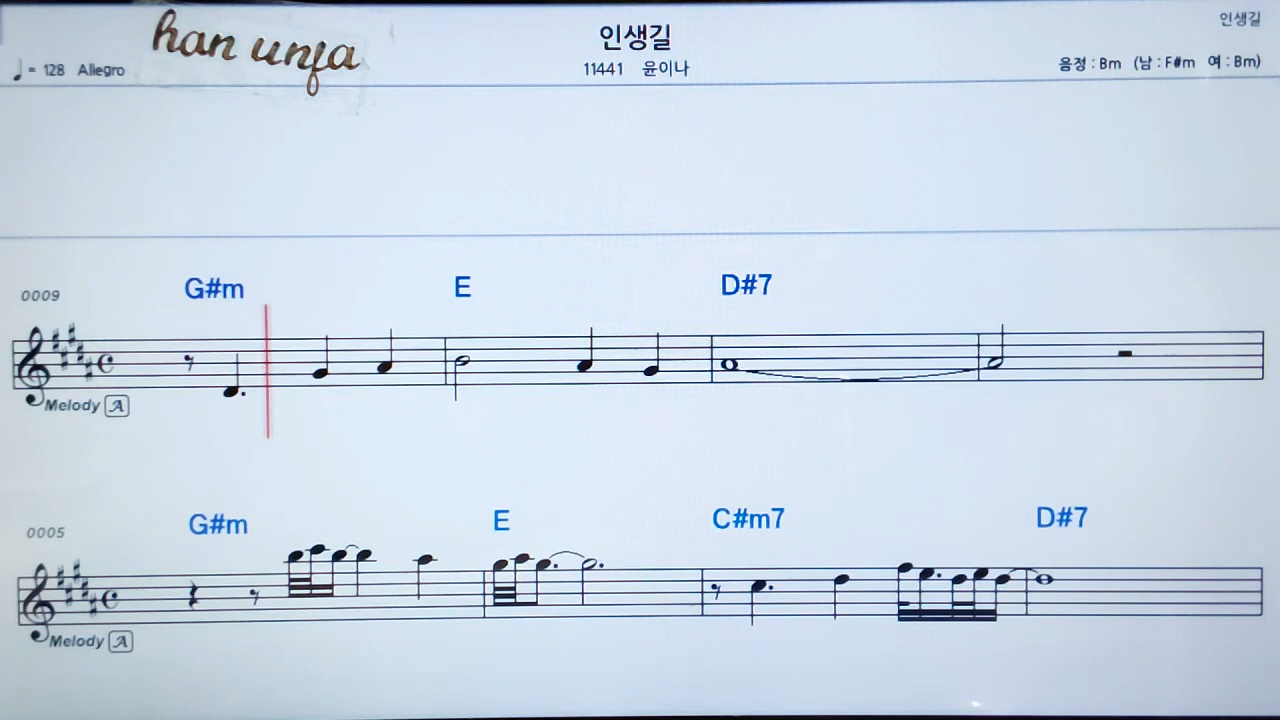 han unja
인생길
인생길
♩= 128 Allegro
11441 윤이나
음정 : Bm (남 : F#m 여 : Bm)
0009
G#m E D#7
Melody A
0005
G#m E C#m7 D#7
Melody A